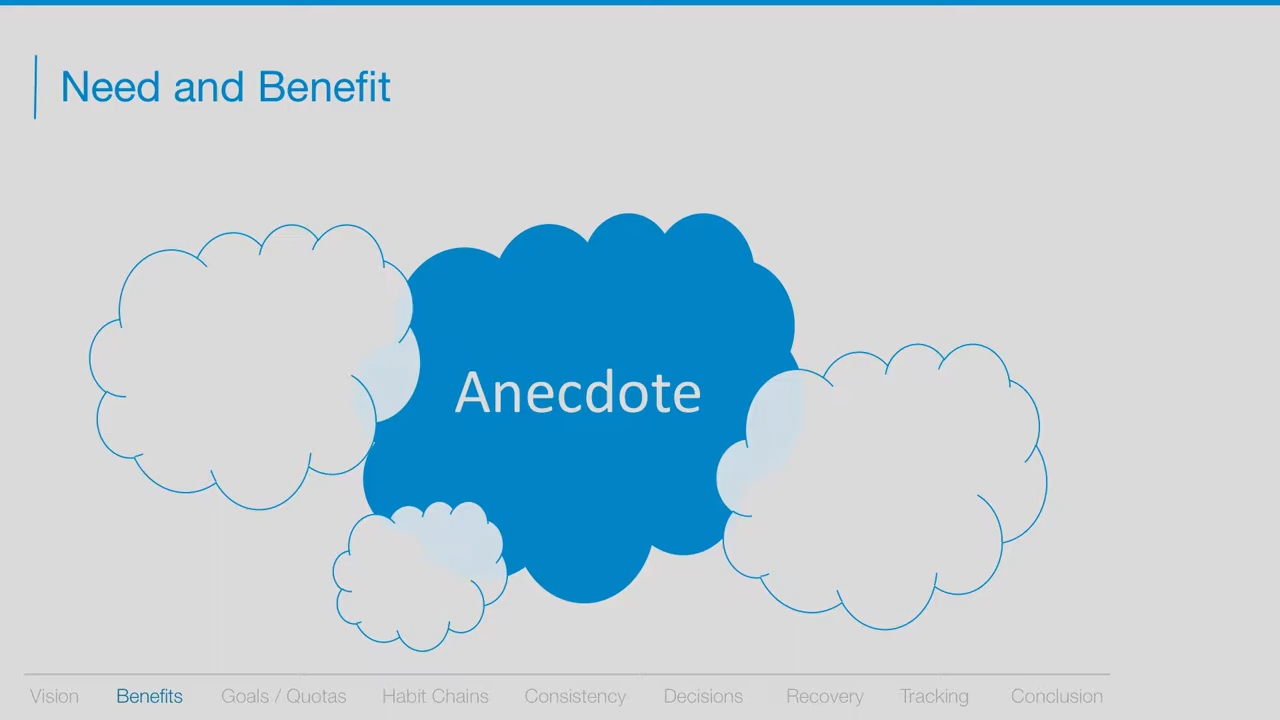 Need and Benefit
Anecdote
Vision Benefits Goals / Quotas Habit Chains Consistency Decisions Recovery Tracking Conclusion